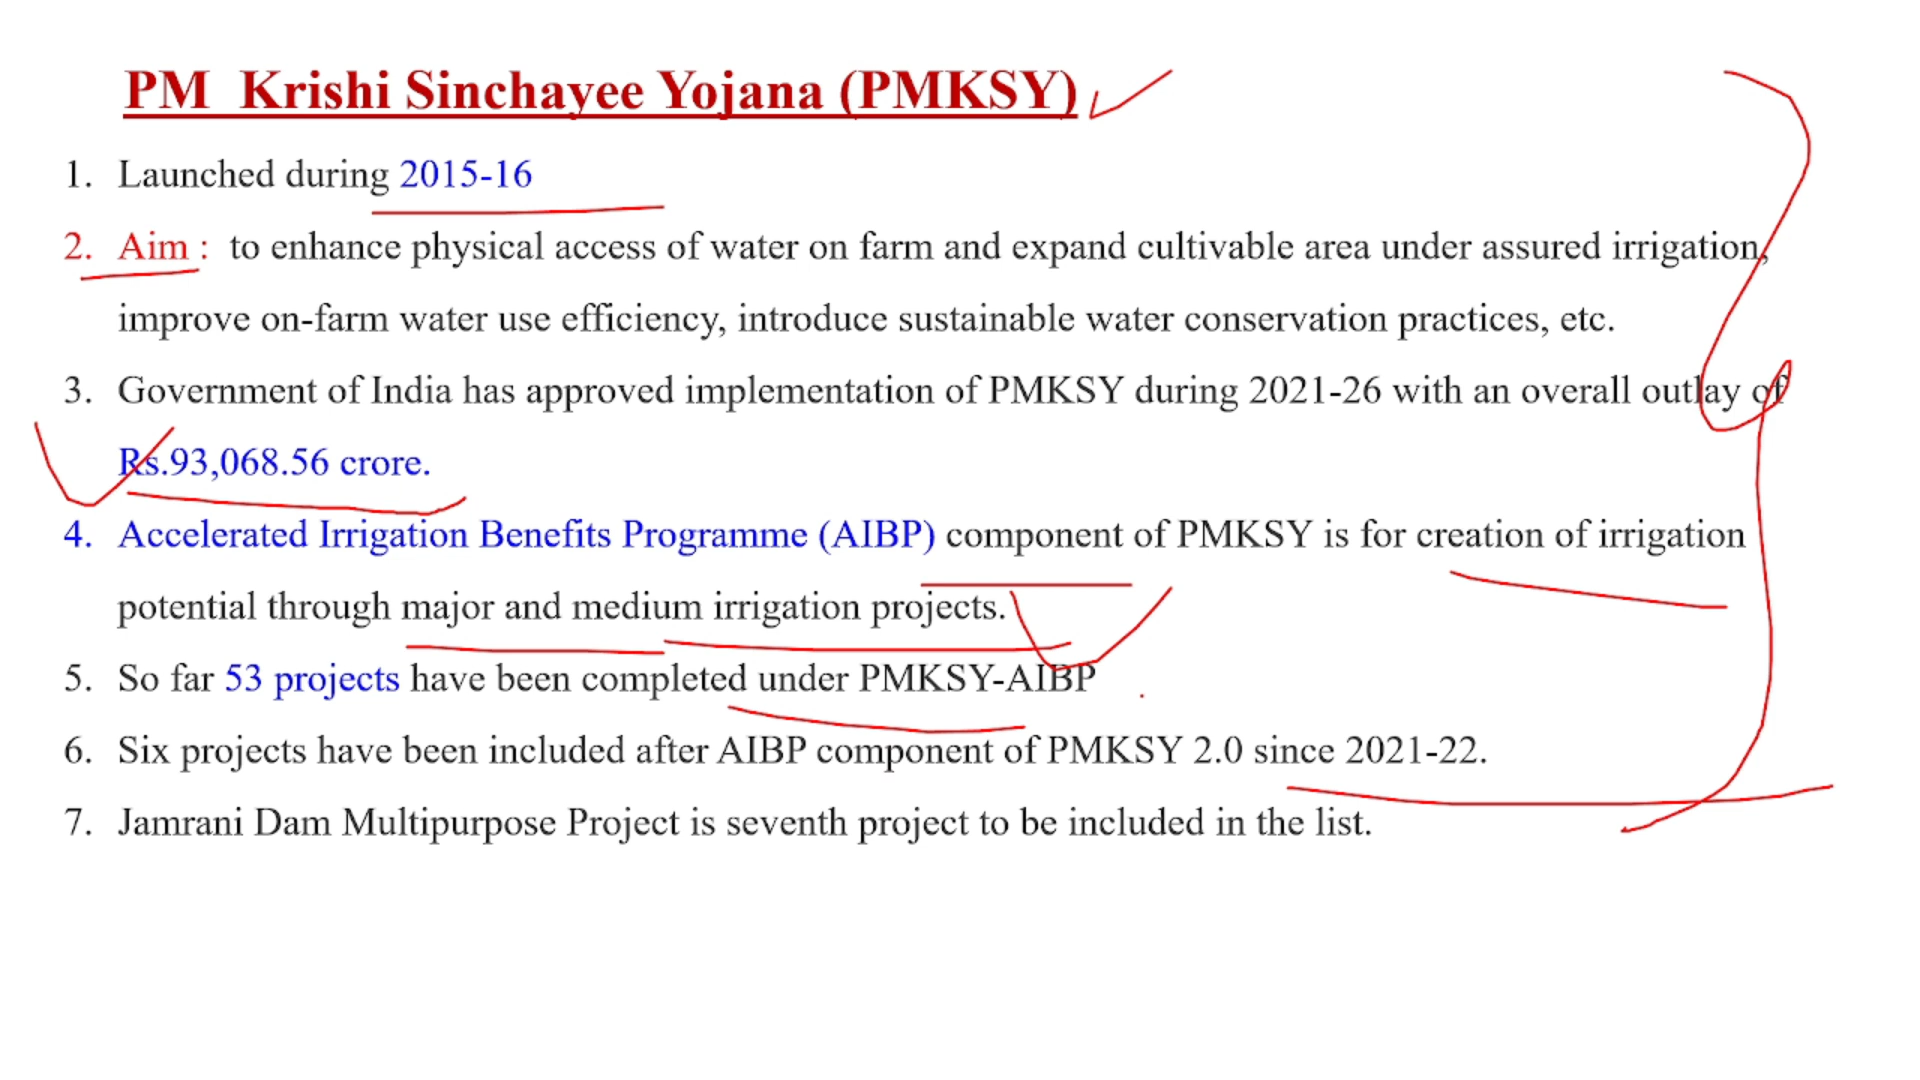 PM Krishi Sinchayee Yojana (PMKSY)
1. Launched during 2015-16
2. Aim : to enhance physical access of water on farm and expand cultivable area under assured irrigation,
improve on-farm water use efficiency, introduce sustainable water conservation practices, etc.
3. Government of India has approved implementation of PMKSY during 2021-26 with an overall outlay of
Rs.93,068.56 crore.
4. Accelerated Irrigation Benefits Programme (AIBP) component of PMKSY is for creation of irrigation
potential through major and medium irrigation projects.
5. So far 53 projects have been completed under PMKSY-AIBP
6. Six projects have been included after AIBP component of PMKSY 2.0 since 2021-22.
7. Jamrani Dam Multipurpose Project is seventh project to be included in the list.